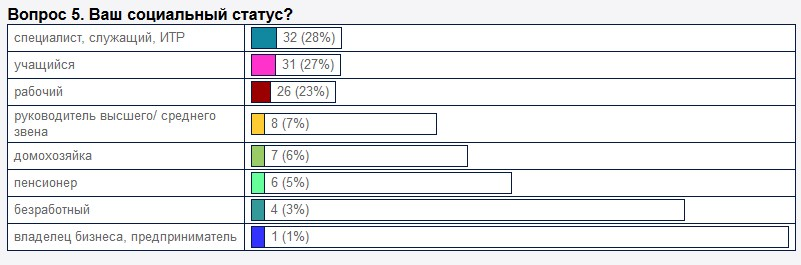 Вопрос 5. Ваш социальный статус?
специалист, служащий, ИТР 32 (28%)
учащийся 31 (27%)
рабочий 26 (23%)
руководитель высшего/ среднего
звена 8 (7%)
домохозяйка 7 (6%)
пенсионер 6 (5%)
безработный 4 (3%)
владелец бизнеса, предприниматель 1 (1%)